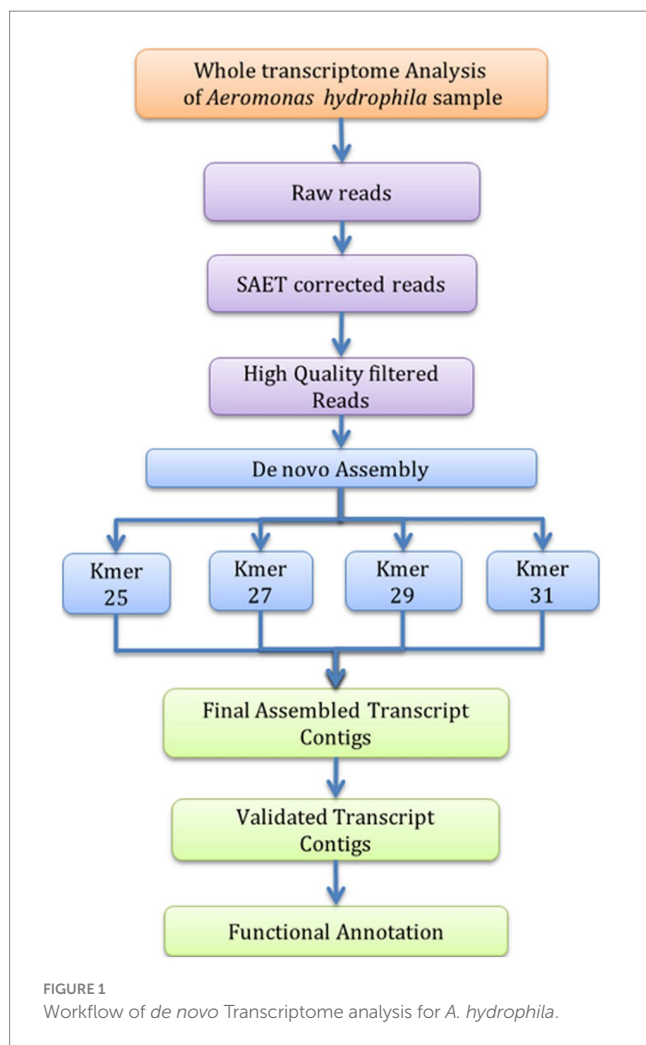 Whole transcriptome Analysis
of Aeromonas hydrophila sample
Raw reads
SAET corrected reads
High Quality filtered
Reads
De novo Assembly
Kmer
25
Kmer
27
Kmer
29
Kmer
31
Final Assembled Transcript
Contigs
Validated Transcript
Contigs
Functional Annotation
FIGURE 1
Workflow of de novo Transcriptome analysis for A. hydrophila.